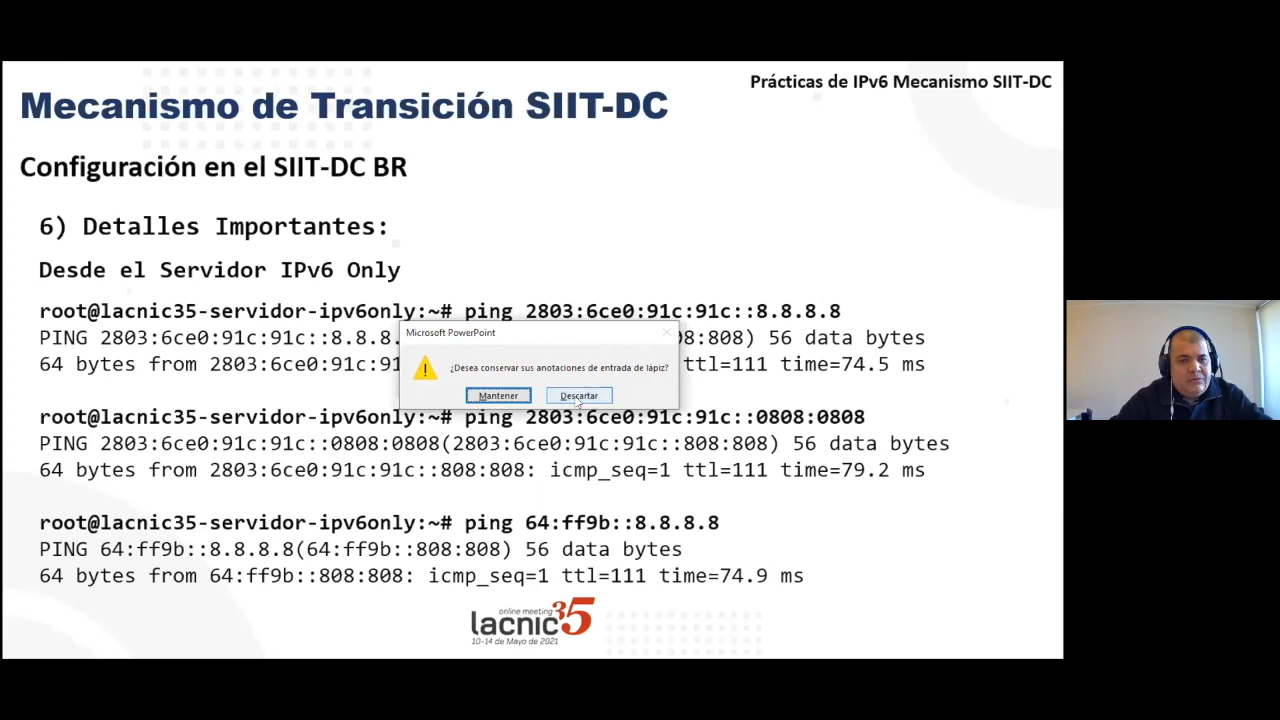 Prácticas de IPv6 Mecanismo SIIT-DC
Mecanismo de Transición SIIT-DC
Configuración en el SIIT-DC BR
6) Detalles Importantes:
Desde el Servidor IPv6 Only
root@lacnic35-servidor-ipv6only:~# ping 2803:6ce0:91c:91c::8.8.8.8
PING 2803:6ce0:91c:91c::8.8.8. 08:808) 56 data bytes
64 bytes from 2803:6ce0:91c:91 ttl=111 time=74.5 ms
Microsoft PowerPoint
¿Desea conservar sus anotaciones de entrada de lápiz?
Mantener Descartar
root@lacnic35-servidor-ipv6only:~# ping 2803:6ce0:91c:91c::0808:0808
PING 2803:6ce0:91c:91c::0808:0808(2803:6ce0:91c:91c::808:808) 56 data bytes
64 bytes from 2803:6ce0:91c:91c::808:808: icmp_seq=1 ttl=111 time=79.2 ms
root@lacnic35-servidor-ipv6only:~# ping 64:ff9b::8.8.8.8
PING 64:ff9b::8.8.8.8(64:ff9b::808:808) 56 data bytes
64 bytes from 64:ff9b::808:808: icmp_seq=1 ttl=111 time=74.9 ms
online meeting
lacnic35
10-14 de Mayo de 2021